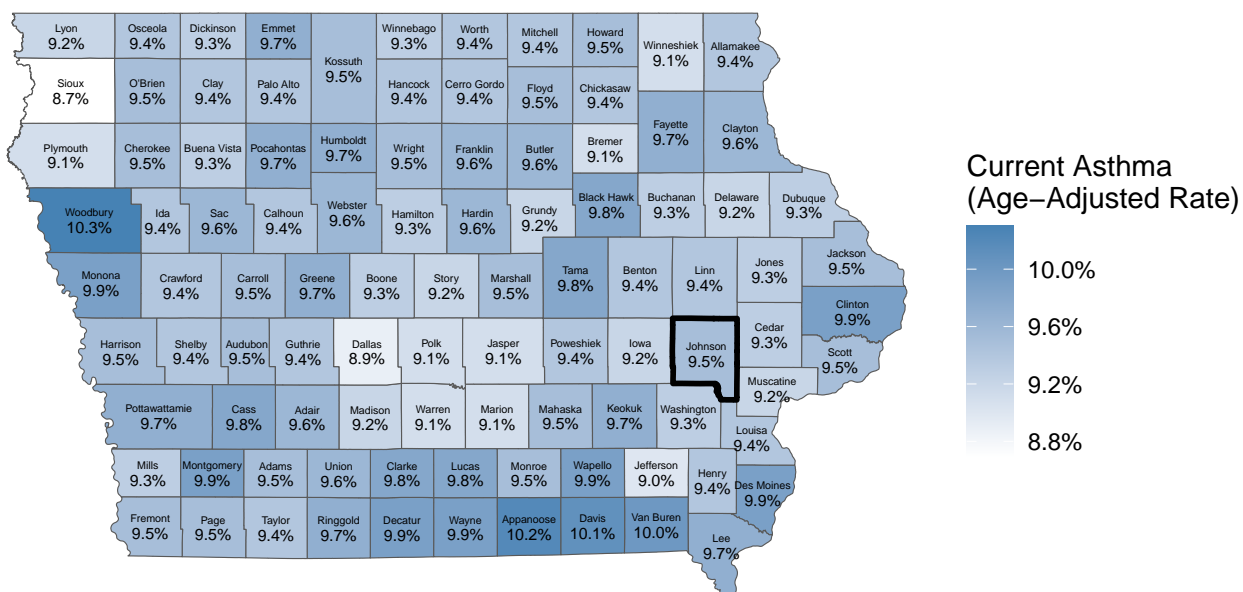 Lyon
9.2%
Osceola
9.4%
Dickinson
9.3%
Emmet
9.7%
Kossuth
9.5%
Winnebago
9.3%
Worth
9.4%
Mitchell
9.4%
Howard
9.5%
Winneshiek
9.1%
Allamakee
9.4%
Sioux
8.7%
O'Brien
9.5%
Clay
9.4%
Palo Alto
9.4%
Hancock
9.4%
Cerro Gordo
9.4%
Floyd
9.5%
Chickasaw
9.4%
Plymouth
9.1%
Cherokee
9.5%
Buena Vista
9.3%
Pocahontas
9.7%
Humboldt
9.7%
Wright
9.5%
Franklin
9.6%
Butler
9.6%
Bremer
9.1%
Fayette
9.7%
Clayton
9.6%
Woodbury
10.3%
Ida
9.4%
Sac
9.6%
Calhoun
9.4%
Webster
9.6%
Hamilton
9.3%
Hardin
9.6%
Grundy
9.2%
Black Hawk
9.8%
Buchanan
9.3%
Delaware
9.2%
Dubuque
9.3%
Monona
9.9%
Crawford
9.4%
Carroll
9.5%
Greene
9.7%
Boone
9.3%
Story
9.2%
Marshall
9.5%
Tama
9.8%
Benton
9.4%
Linn
9.4%
Jones
9.3%
Jackson
9.5%
Clinton
9.9%
Harrison
9.5%
Shelby
9.4%
Audubon
9.5%
Guthrie
9.4%
Dallas
8.9%
Polk
9.1%
Jasper
9.1%
Poweshiek
9.4%
Iowa
9.2%
Johnson
9.5%
Cedar
9.3%
Scott
9.5%
Muscatine
9.2%
Pottawattamie
9.7%
Cass
9.8%
Adair
9.6%
Madison
9.2%
Warren
9.1%
Marion
9.1%
Mahaska
9.5%
Keokuk
9.7%
Washington
9.3%
Louisa
9.4%
Mills
9.3%
Montgomery
9.9%
Adams
9.5%
Union
9.6%
Clarke
9.8%
Lucas
9.8%
Monroe
9.5%
Wapello
9.9%
Jefferson
9.0%
Henry
9.4%
Des Moines
9.9%
Fremont
9.5%
Page
9.5%
Taylor
9.4%
Ringgold
9.7%
Decatur
9.9%
Wayne
9.9%
Appanoose
10.2%
Davis
10.1%
Van Buren
10.0%
Lee
9.7%
Current Asthma
(Age−Adjusted Rate)
10.0%
9.6%
9.2%
8.8%